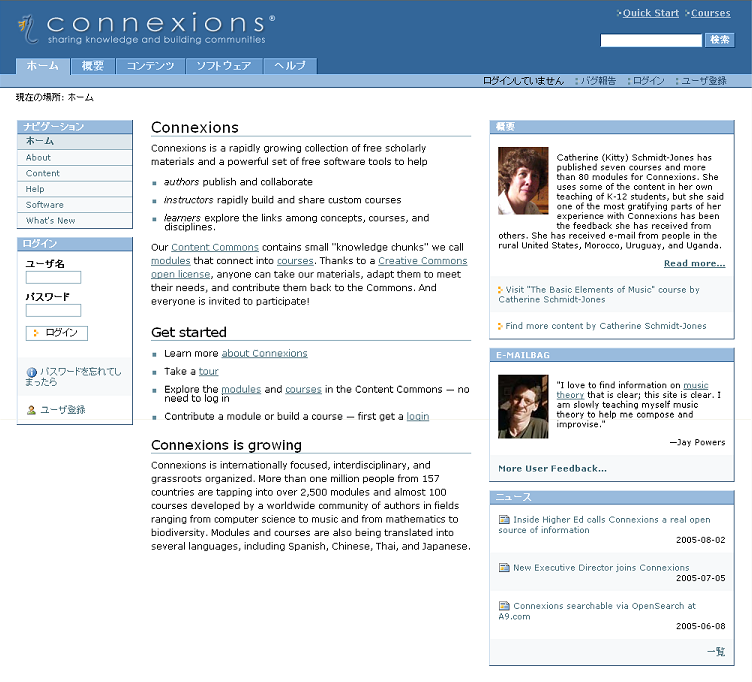 connexions®
sharing knowledge and building communities
>Quick Start >Courses
検索
ホーム 概要 コンテンツ ソフトウェア ヘルプ
ログインしていません バグ報告 ログイン ユーザ登録
現在の場所: ホーム
ナビゲーション
ホーム
About
Content
Help
Software
What's New
ログイン
ユーザ名
パスワード
ログイン
パスワードを忘れてし
まったら
ユーザ登録
Connexions
Connexions is a rapidly growing collection of free scholarly
materials and a powerful set of free software tools to help
authors publish and collaborate
instructors rapidly build and share custom courses
learners explore the links among concepts, courses, and
disciplines.
Our Content Commons contains small "knowledge chunks" we call
modules that connect into courses. Thanks to a Creative Commons
open license, anyone can take our materials, adapt them to meet
their needs, and contribute them back to the Commons. And
everyone is invited to participate!
Get started
Learn more about Connexions
Take a tour
Explore the modules and courses in the Content Commons — no
need to log in
Contribute a module or build a course — first get a login
Connexions is growing
Connexions is internationally focused, interdisciplinary, and
grassroots organized. More than one million people from 157
countries are tapping into over 2,500 modules and almost 100
courses developed by a worldwide community of authors in fields
ranging from computer science to music and from mathematics to
biodiversity. Modules and courses are also being translated into
several languages, including Spanish, Chinese, Thai, and Japanese.
概要
Catherine (Kitty) Schmidt-Jones has
published seven courses and more
than 80 modules for Connexions. She
uses some of the content in her own
teaching of K-12 students, but she said
one of the most gratifying parts of her
experience with Connexions has been
the feedback she has received from
others. She has received e-mail from people in the
rural United States, Morocco, Uruguay, and Uganda.
Read more...
Visit "The Basic Elements of Music" course by
Catherine Schmidt-Jones
Find more content by Catherine Schmidt-Jones
E-MAILBAG
"I love to find information on music
theory that is clear; this site is clear. I
am slowly teaching myself music
theory to help me compose and
improvise."
—Jay Powers
More User Feedback...
ニュース
Inside Higher Ed calls Connexions a real open
source of information
2005-08-02
New Executive Director joins Connexions
2005-07-05
Connexions searchable via OpenSearch at
A9.com
2005-06-08
一覧